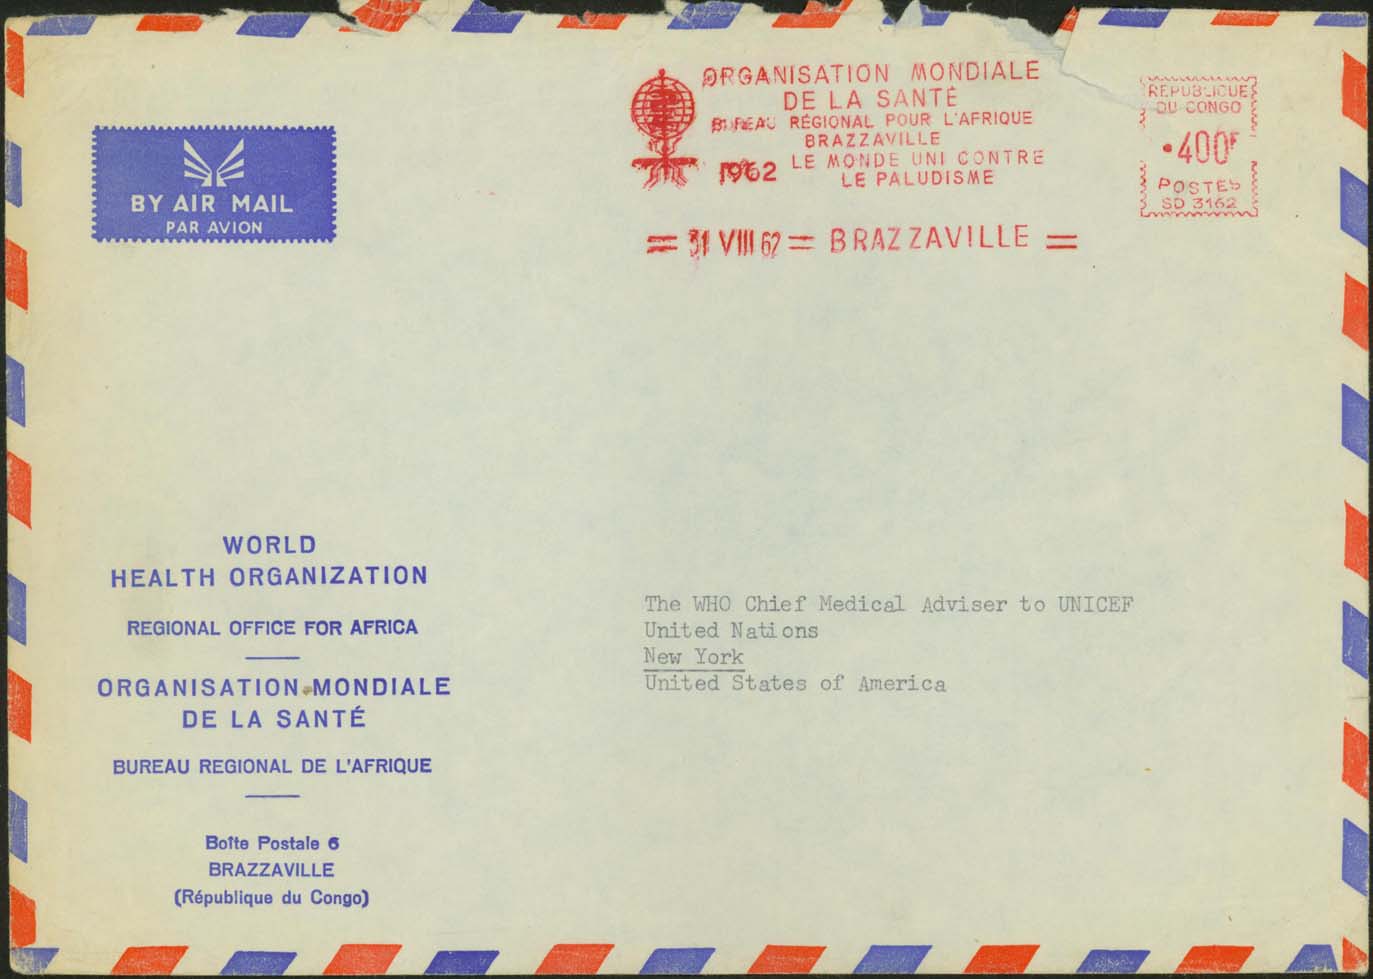 ORGANISATION MONDIALE
DE LA SANTÉ
BUREAU RÉGIONAL POUR L'AFRIQUE
BRAZZAVILLE
1962 LE MONDE UNI CONTRE
LE PALUDISME
= 31 VIII 62 = BRAZZAVILLE =
REPUBLIQUE
DU CONGO
•400F
POSTES
SD 3162
BY AIR MAIL
PAR AVION
WORLD
HEALTH ORGANIZATION
REGIONAL OFFICE FOR AFRICA
ORGANISATION MONDIALE
DE LA SANTÉ
BUREAU REGIONAL DE L'AFRIQUE
Boîte Postale 6
BRAZZAVILLE
(République du Congo)
The WHO Chief Medical Adviser to UNICEF
United Nations
New York
United States of America